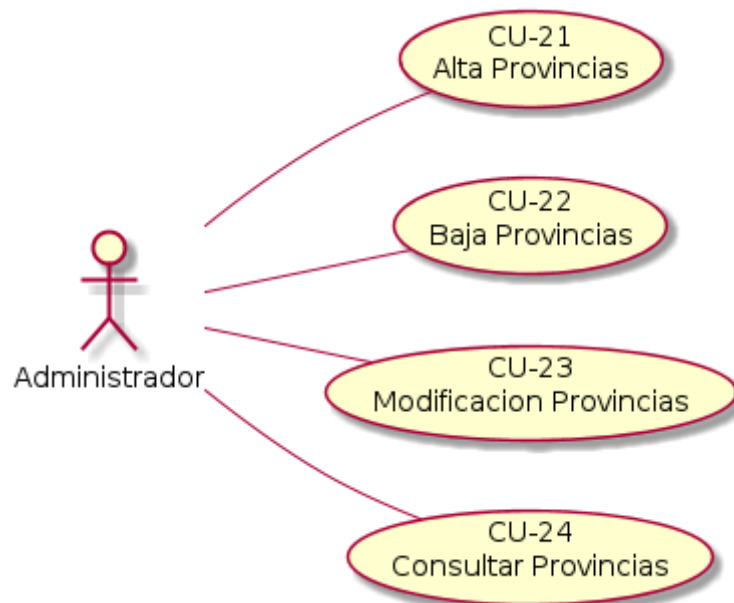 CU-21
Alta Provincias
CU-22
Baja Provincias
Administrador
CU-23
Modificacion Provincias
CU-24
Consultar Provincias